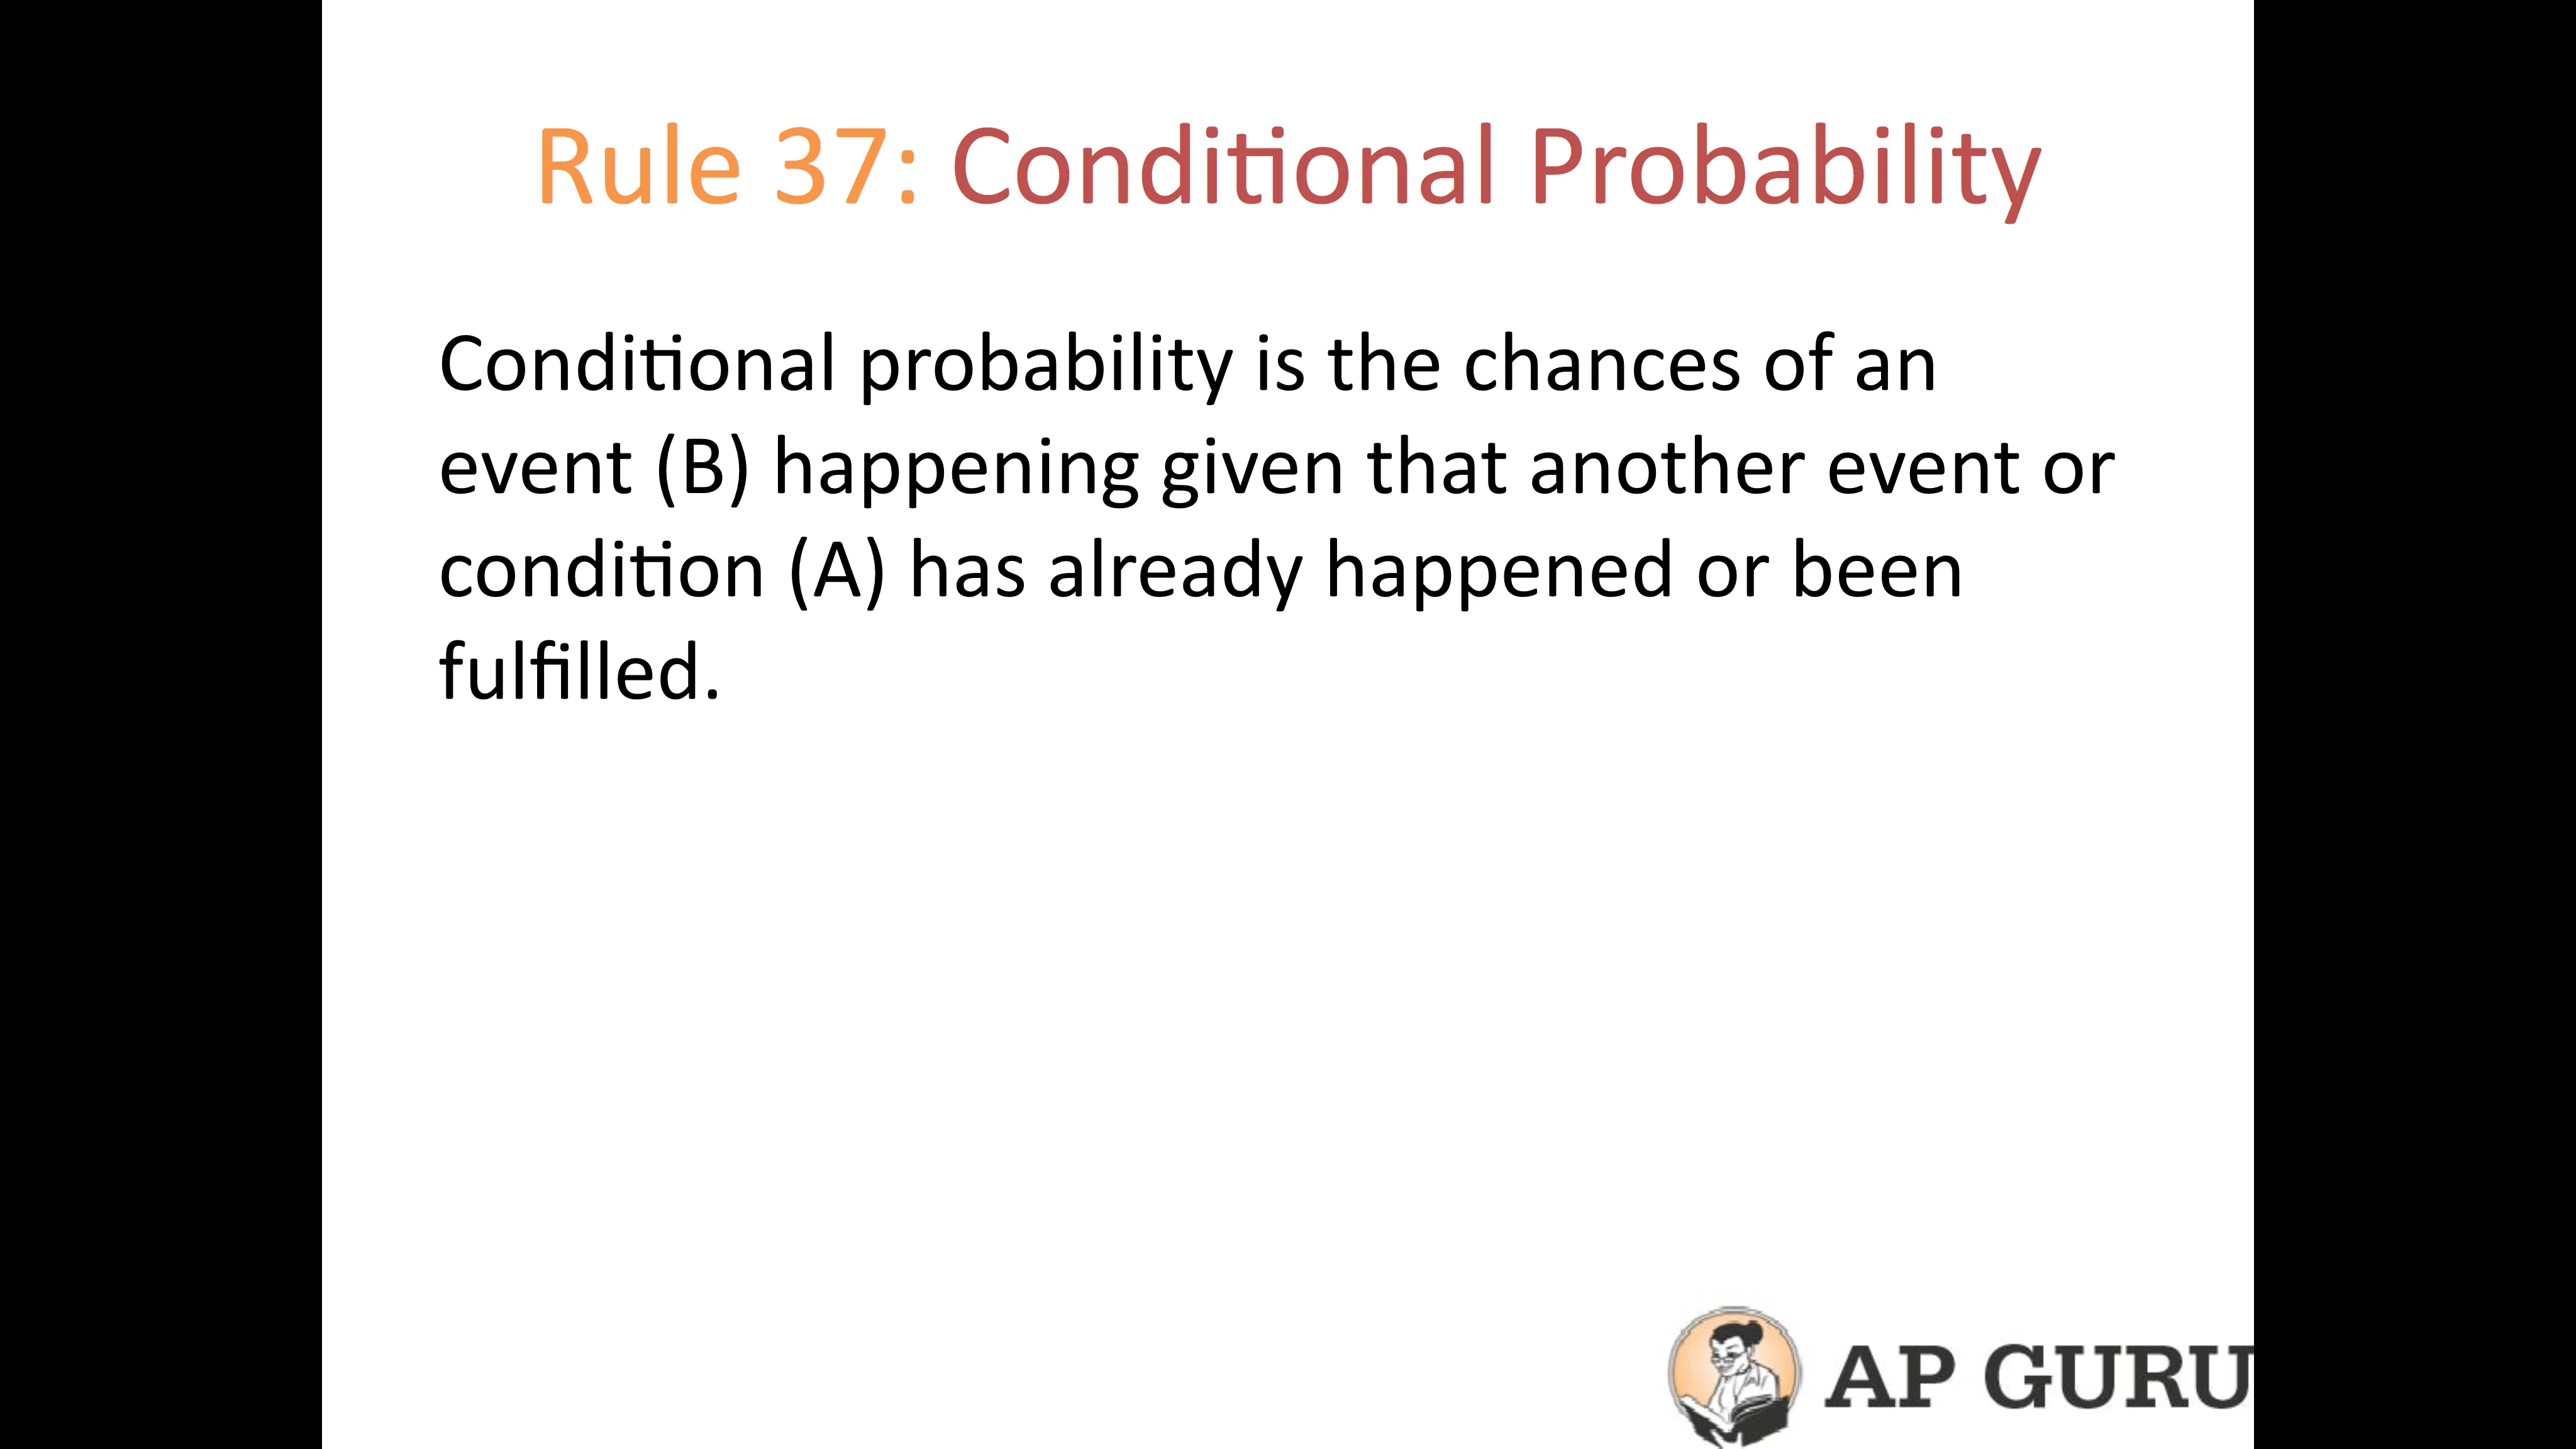 Rule 37: Conditional Probability
Conditional probability is the chances of an
event (B) happening given that another event or
condition (A) has already happened or been
fulfilled.
AP GURU